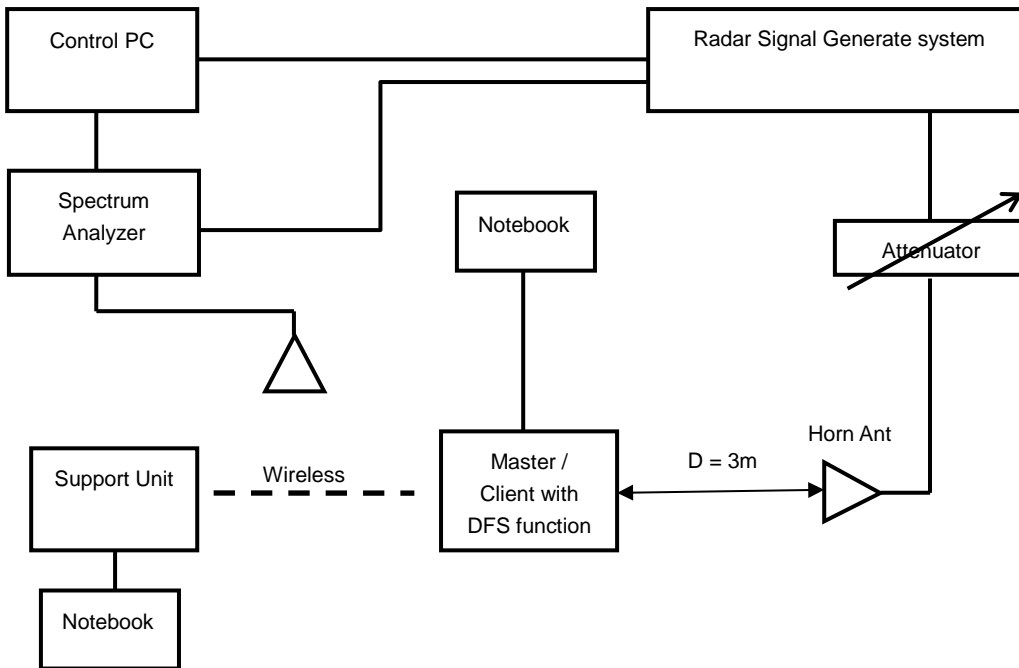 Control PC
Radar Signal Generate system
Spectrum
Analyzer
Notebook
Attenuator
Horn Ant
Support Unit
Wireless
Master /
Client with
DFS function
D = 3m
Notebook